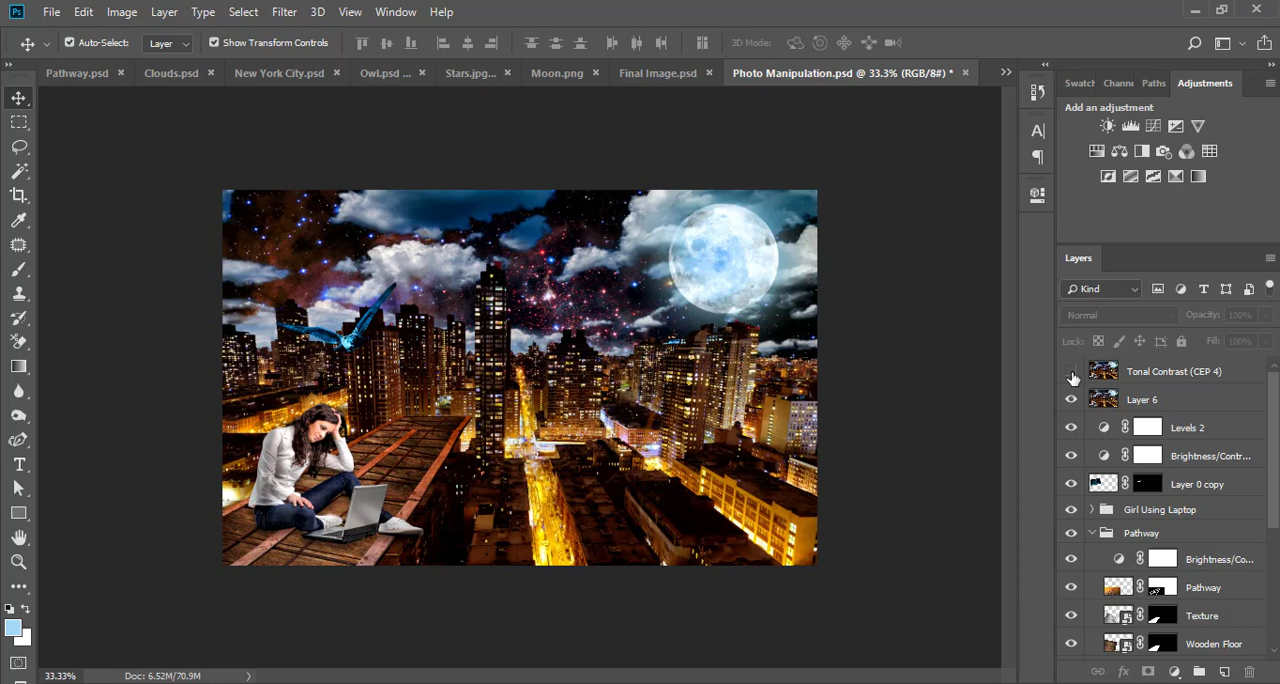 Ps File Edit Image Layer Type Select Filter 3D View Window Help
Auto-Select: Layer Show Transform Controls 3D Mode:
Pathway.psd Clouds.psd New York City.psd Owl.psd ... Stars.jpg... Moon.png Final Image.psd Photo Manipulation.psd @ 33.3% (RGB/8#) *
Swatch Channe Paths Adjustments
Add an adjustment
Layers
Kind
Normal Opacity: 100%
Lock: Fill: 100%
Tonal Contrast (CEP 4)
Layer 6
Levels 2
Brightness/Contr...
Layer 0 copy
Girl Using Laptop
Pathway
Brightness/Co...
Pathway
Texture
Wooden Floor
33.33% Doc: 6.52M/70.9M